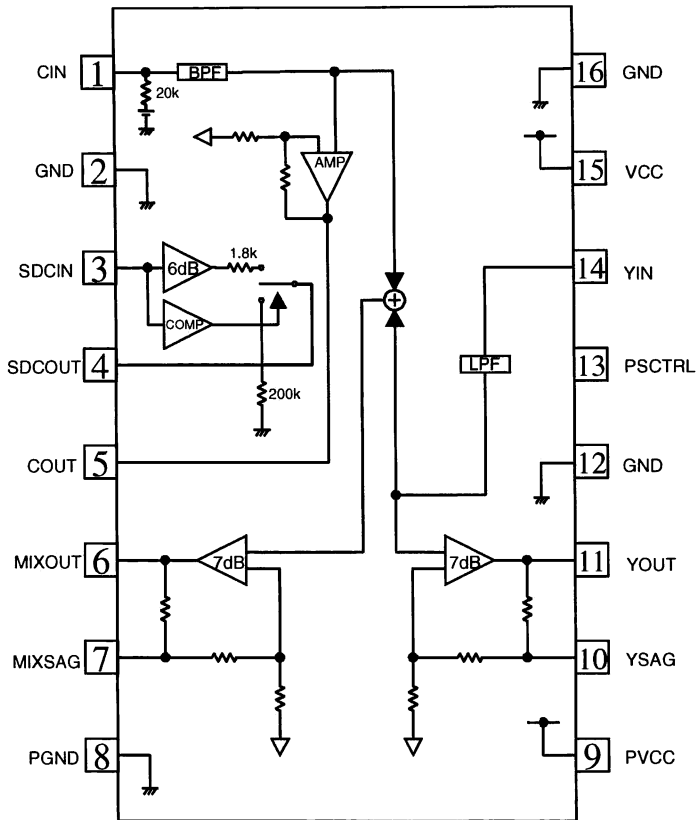 CIN 1 BPF 16 GND
20k
GND 2 AMP 15 VCC
SDCIN 3 6dB 1.8k 14 YIN
COMP
SDCOUT 4 200k LPF 13 PSCTRL
COUT 5 12 GND
MIXOUT 6 7dB 7dB 11 YOUT
MIXSAG 7 10 YSAG
PGND 8 9 PVCC